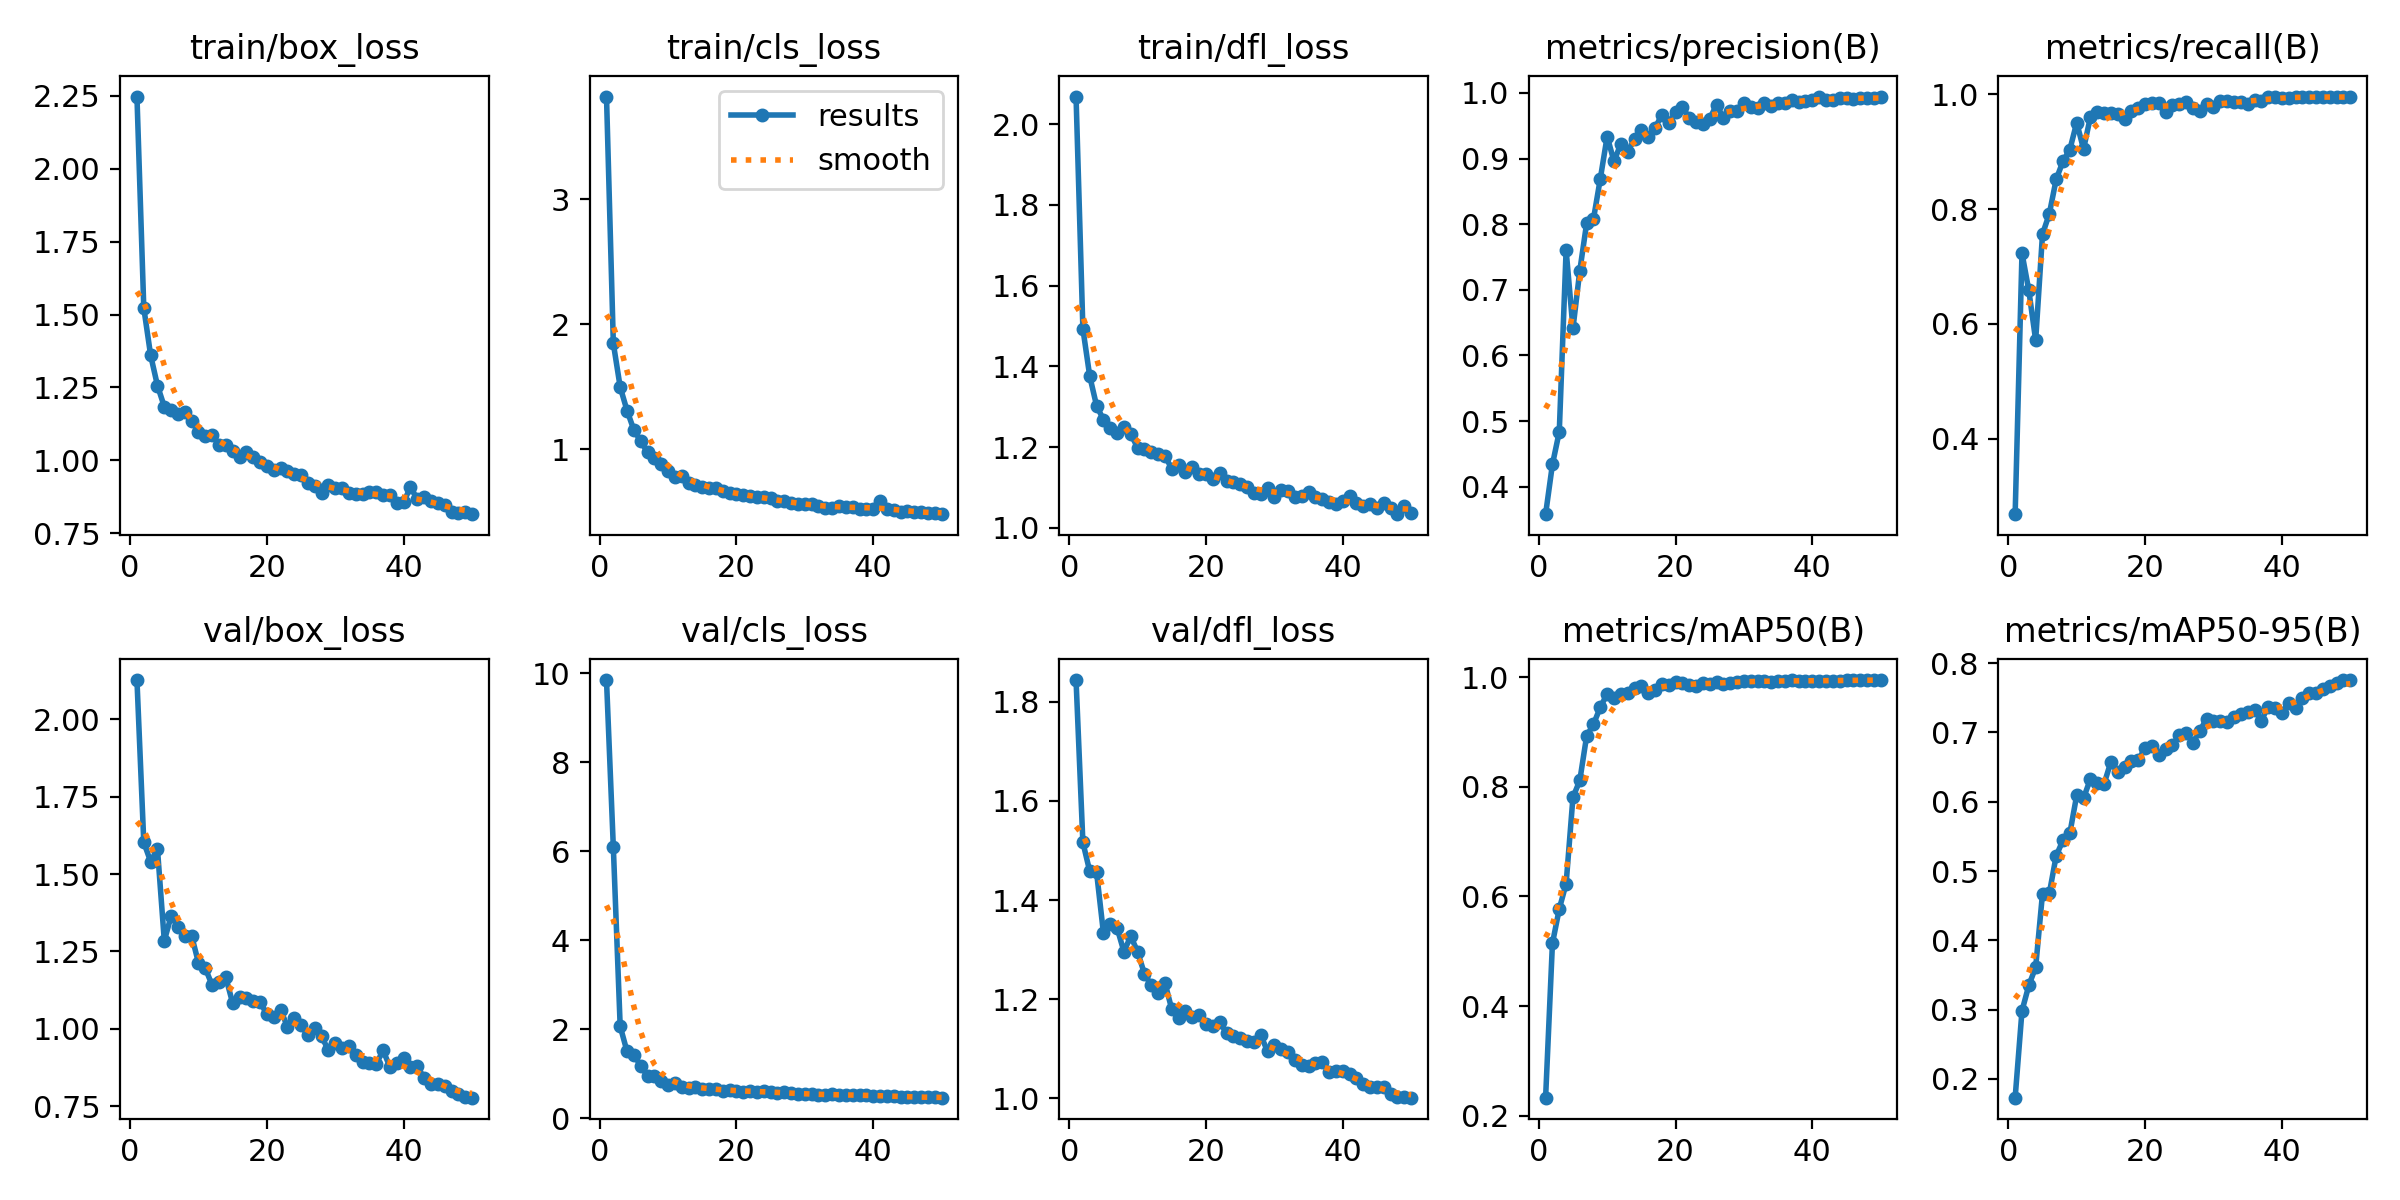 train/box_loss
2.25
2.00
1.75
1.50
1.25
1.00
0.75
0 20 40
train/cls_loss
results
smooth
3
2
1
0 20 40
train/dfl_loss
2.0
1.8
1.6
1.4
1.2
1.0
0 20 40
metrics/precision(B)
1.0
0.9
0.8
0.7
0.6
0.5
0.4
0 20 40
metrics/recall(B)
1.0
0.8
0.6
0.4
0 20 40
val/box_loss
2.00
1.75
1.50
1.25
1.00
0.75
0 20 40
val/cls_loss
10
8
6
4
2
0
0 20 40
val/dfl_loss
1.8
1.6
1.4
1.2
1.0
0 20 40
metrics/mAP50(B)
1.0
0.8
0.6
0.4
0.2
0 20 40
metrics/mAP50-95(B)
0.8
0.7
0.6
0.5
0.4
0.3
0.2
0 20 40